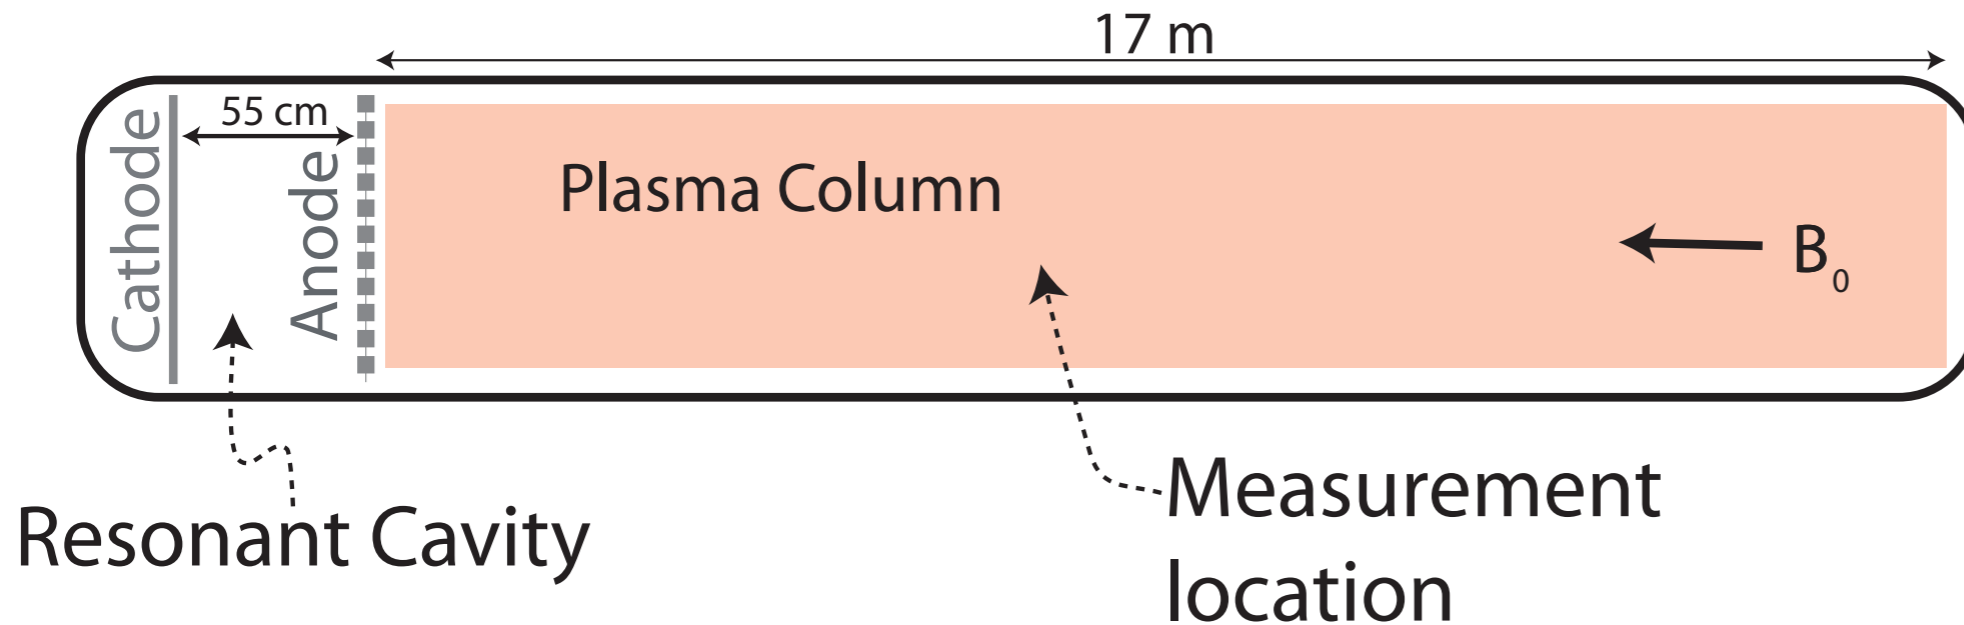 17 m
55 cm
Cathode
Anode
Plasma Column
B₀
Resonant Cavity
Measurement
location